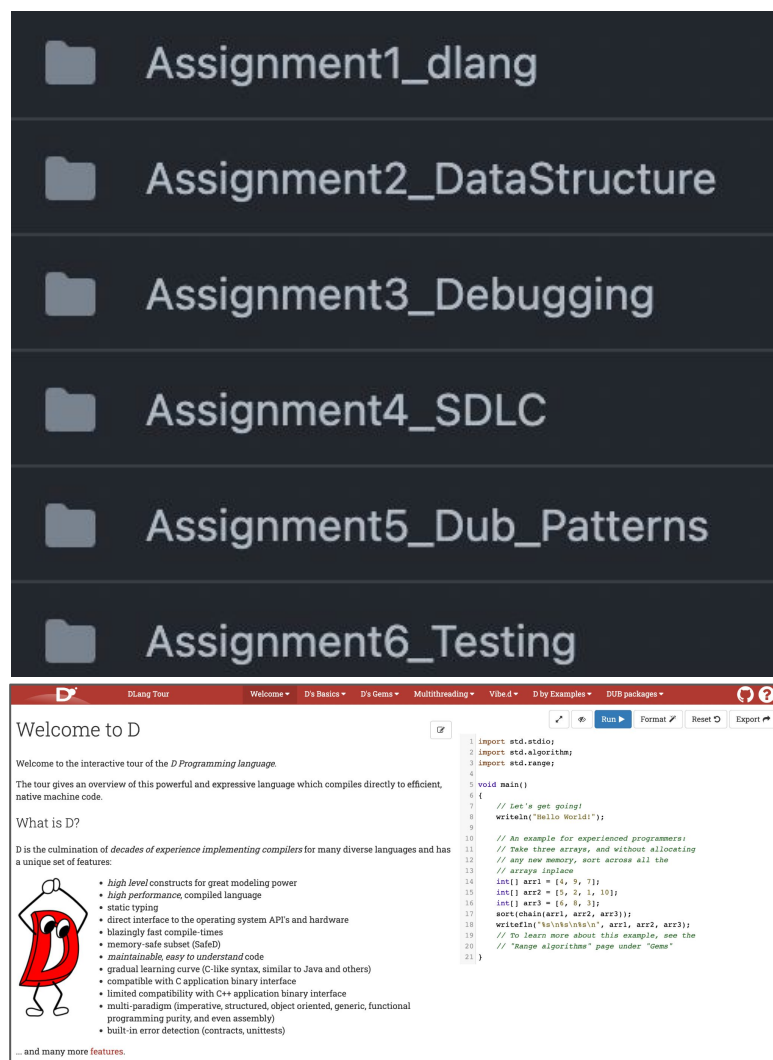 Assignment1_dlang
Assignment2_DataStructure
Assignment3_Debugging
Assignment4_SDLC
Assignment5_Dub_Patterns
Assignment6_Testing
D DLang Tour Welcome D's Basics D's Gems Multithreading Vibe.d D by Examples DUB packages ?
Run Format Reset Export
Welcome to D
Welcome to the interactive tour of the D Programming language.
The tour gives an overview of this powerful and expressive language which compiles directly to efficient,
native machine code.
What is D?
D is the culmination of decades of experience implementing compilers for many diverse languages and has
a unique set of features:
• high level constructs for great modeling power
• high performance, compiled language
• static typing
• direct interface to the operating system API's and hardware
• blazingly fast compile-times
• memory-safe subset (SafeD)
• maintainable, easy to understand code
• gradual learning curve (C-like syntax, similar to Java and others)
• compatible with C application binary interface
• limited compatibility with C++ application binary interface
• multi-paradigm (imperative, structured, object oriented, generic, functional
programming purity, and even assembly)
• built-in error detection (contracts, unittests)
... and many more features.
1 import std.stdio;
2 import std.algorithm;
3 import std.range;
4
5 void main()
6 {
7 // Let's get going!
8 writeln("Hello World!");
9
10 // An example for experienced programmers:
11 // Take three arrays, and without allocating
12 // any new memory, sort across all the
13 // arrays inplace
14 int[] arr1 = [4, 9, 7];
15 int[] arr2 = [5, 2, 1, 10];
16 int[] arr3 = [6, 8, 3];
17 sort(chain(arr1, arr2, arr3));
18 writefln("%s\n%s\n%s\n", arr1, arr2, arr3);
19 // To learn more about this example, see the
20 // "Range algorithms" page under "Gems"
21 }